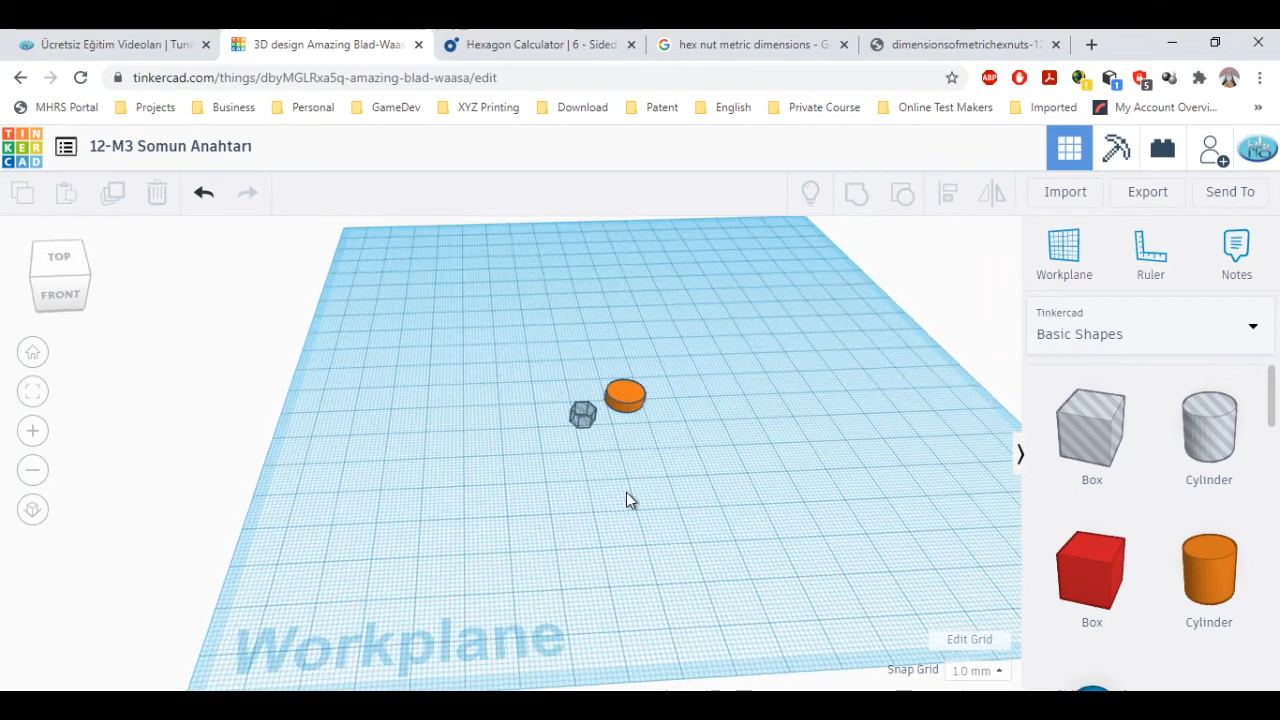 Ücretsiz Eğitim Videoları | Tune
3D design Amazing Blad-Waas
Hexagon Calculator | 6 - Sided
hex nut metric dimensions - G
dimensionsofmetrichexnuts-12
tinkercad.com/things/dbyMGLRxa5q-amazing-blad-waasa/edit
MHRS Portal
Projects
Business
Personal
GameDev
XYZ Printing
Download
Patent
English
Private Course
Online Test Makers
Imported
My Account Overvi...
TIN
KER
CAD
12-M3 Somun Anahtarı
Import
Export
Send To
TOP
FRONT
Workplane
Ruler
Notes
Tinkercad
Basic Shapes
Box
Cylinder
Box
Cylinder
Workplane
Edit Grid
Snap Grid
1.0 mm